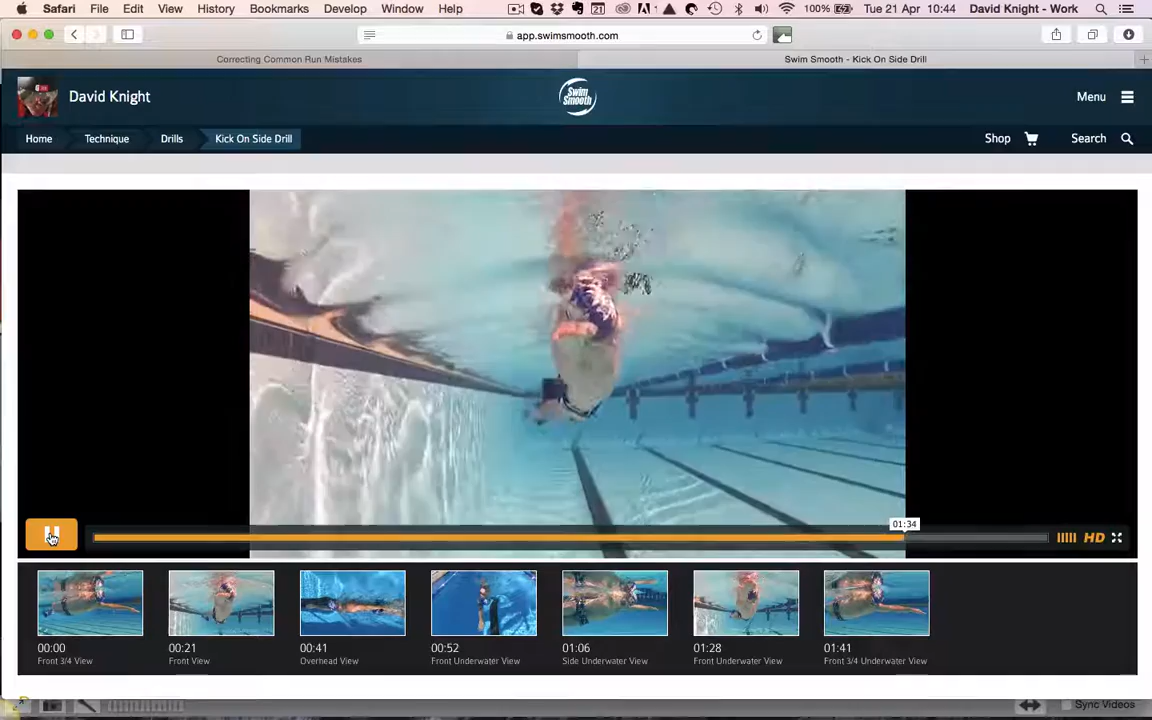 Safari File Edit View History Bookmarks Develop Window Help 21 1 100% Tue 21 Apr 10:44 David Knight - Work
app.swimsmooth.com
Correcting Common Run Mistakes Swim Smooth - Kick On Side Drill
David Knight Swim Smooth Menu
Home Technique Drills Kick On Side Drill Shop Search
01:34
HD
00:00 00:21 00:41 00:52 01:06 01:28 01:41
Front 3/4 View Front View Overhead View Front Underwater View Side Underwater View Front Underwater View Front 3/4 Underwater View
Sync Videos